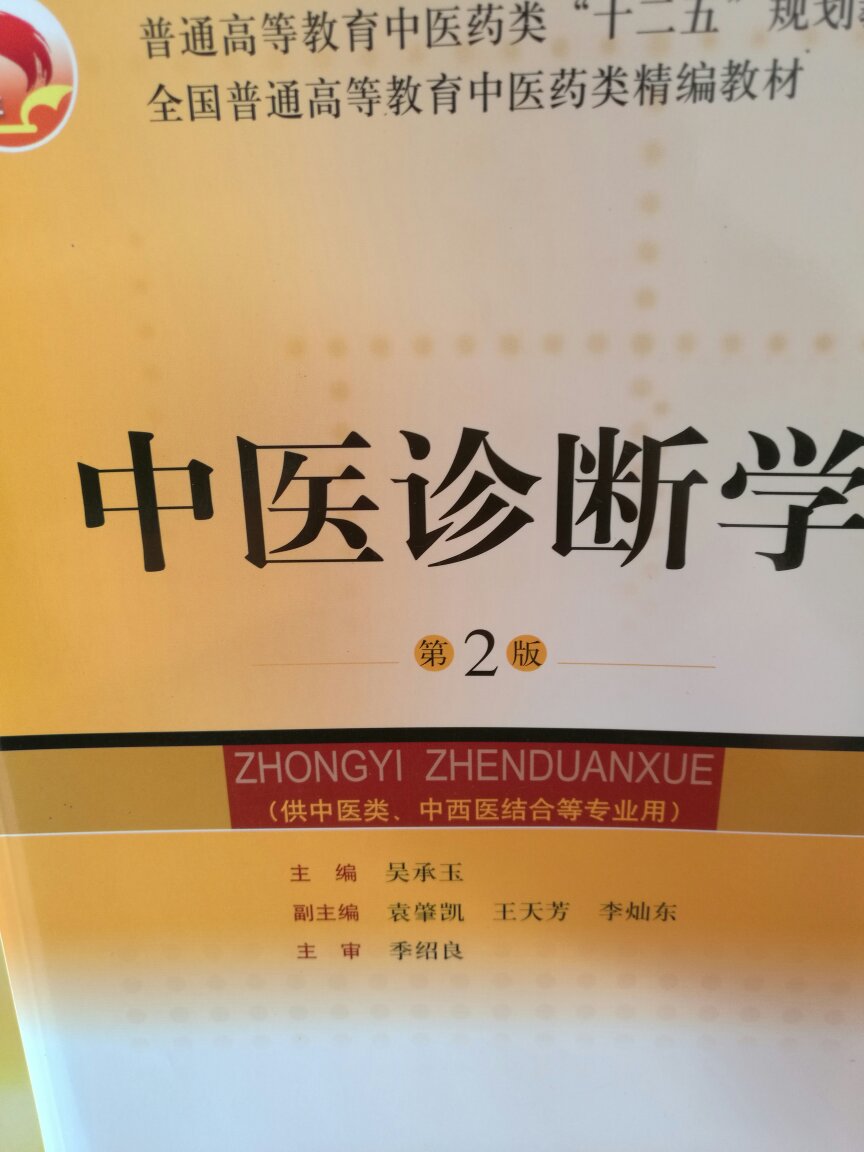 普通高等教育中医药类“十二五”规划
全国普通高等教育中医药类精编教材
中医诊断学
第2版
ZHONGYI ZHENDUANXUE
（供中医类、中西医结合等专业用）
主 编 吴承玉
副主编 袁肇凯 王天芳 李灿东
主 审 季绍良